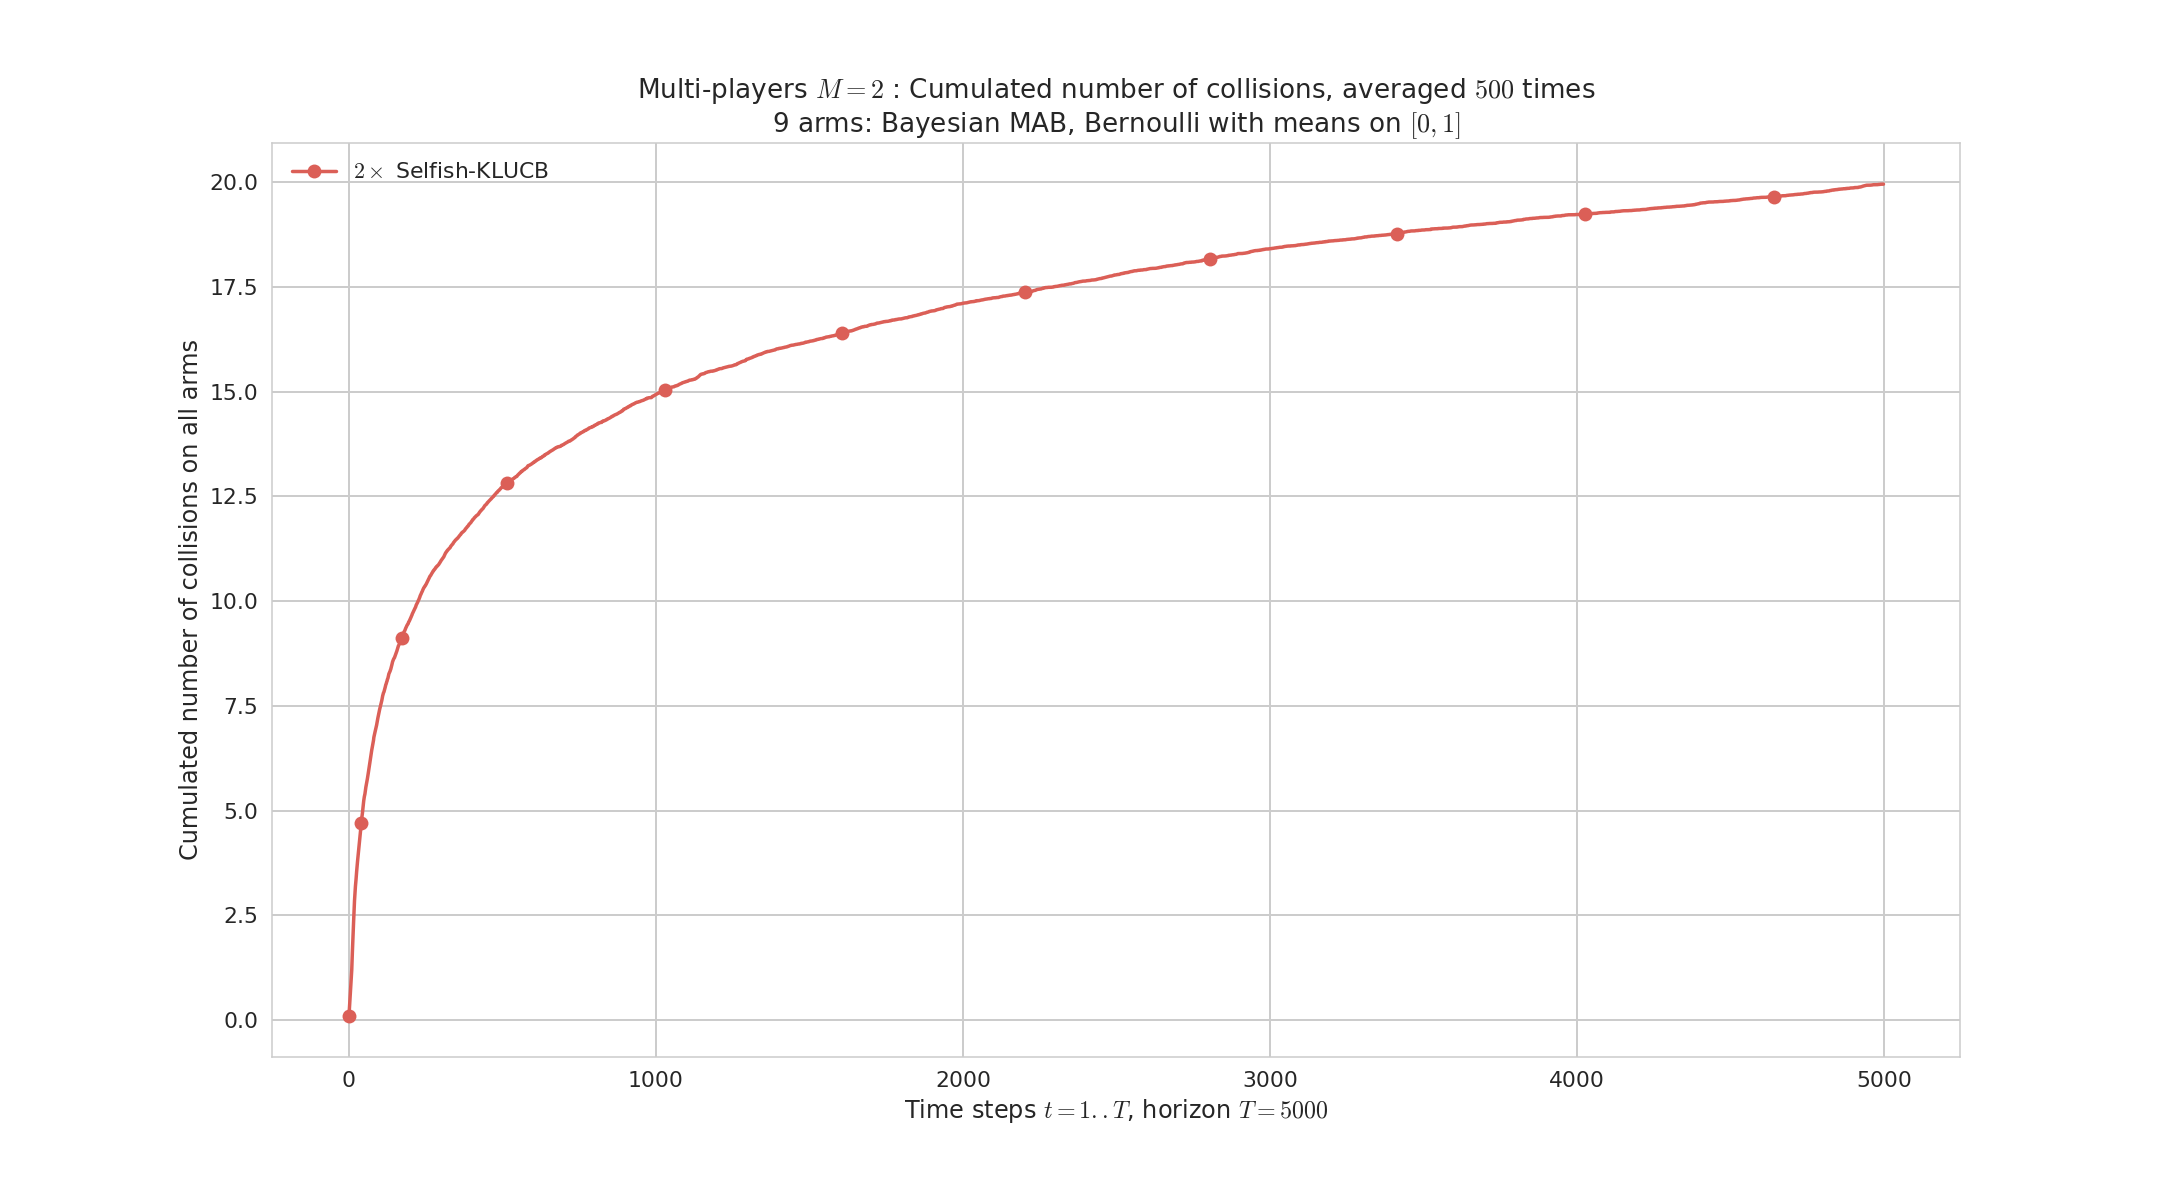 Multi-players M = 2 : Cumulated number of collisions, averaged 500 times
9 arms: Bayesian MAB, Bernoulli with means on [0, 1]
2× Selfish-KLUCB
Cumulated number of collisions on all arms
20.0
17.5
15.0
12.5
10.0
7.5
5.0
2.5
0.0
0 1000 2000 3000 4000 5000
Time steps t = 1..T, horizon T = 5000